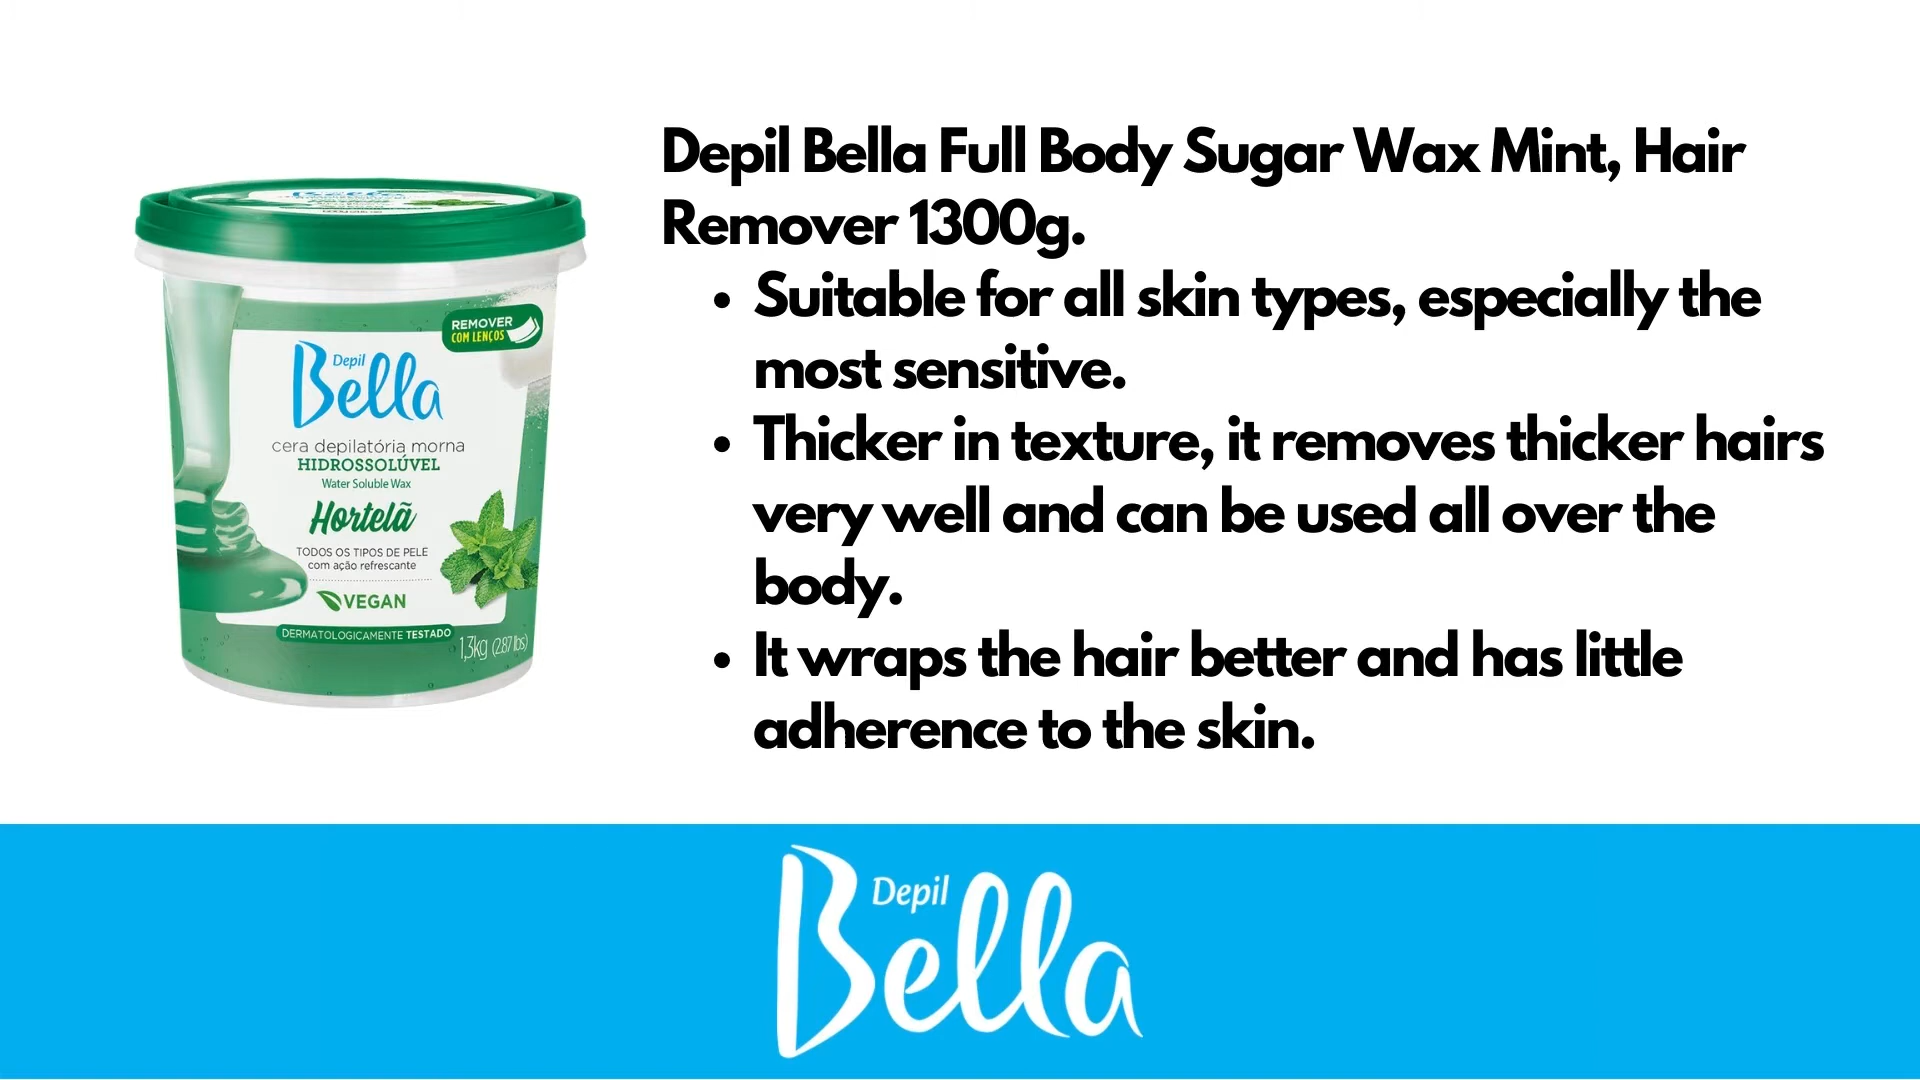 Depil Bella Full Body Sugar Wax Mint, Hair
Remover 1300g.
• Suitable for all skin types, especially the
most sensitive.
• Thicker in texture, it removes thicker hairs
very well and can be used all over the
body.
• It wraps the hair better and has little
adherence to the skin.
REMOVER
COM LENÇOS
Depil
Bella
cera depilatória morna
HIDROSSOLÚVEL
Water Soluble Wax
Hortelã
TODOS OS TIPOS DE PELE
com ação refrescante
VEGAN
DERMATOLOGICAMENTE TESTADO
1,3kg (2.87 lbs)
Depil
Bella